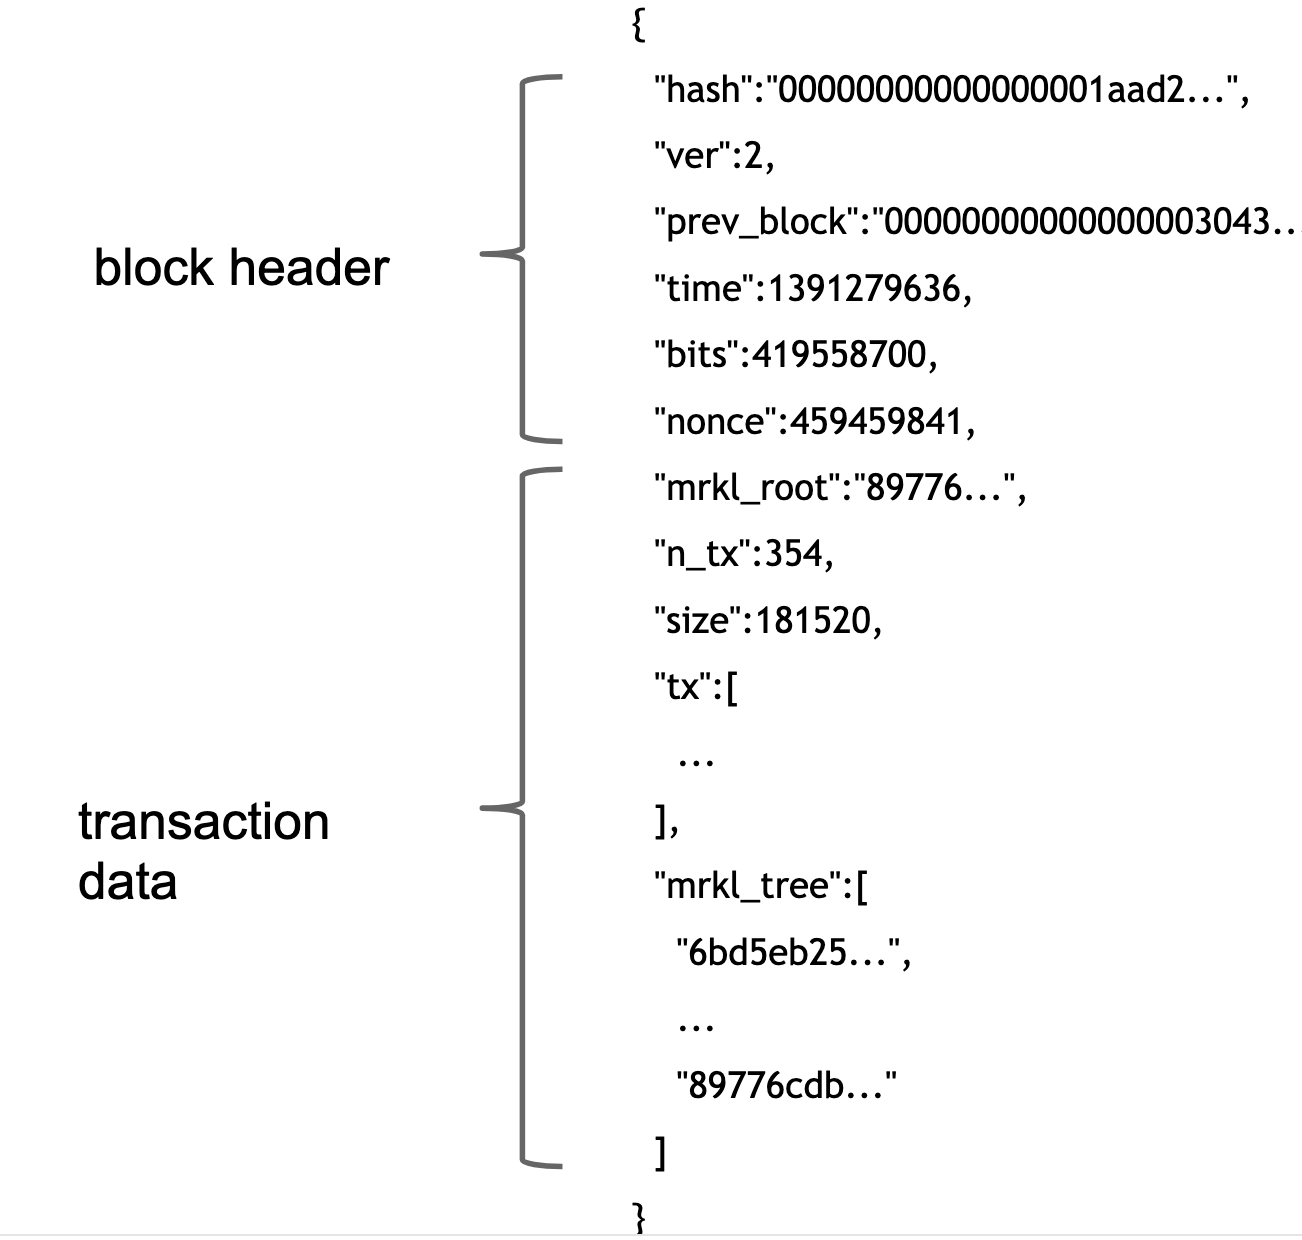 {
"hash":"00000000000000001aad2...",
"ver":2,
"prev_block":"00000000000000003043...
block header
"time":1391279636,
"bits":419558700,
"nonce":459459841,
"mrkl_root":"89776...",
"n_tx":354,
"size":181520,
"tx":[
...
],
transaction
data
"mrkl_tree":[
"6bd5eb25...",
...
"89776cdb..."
]
}